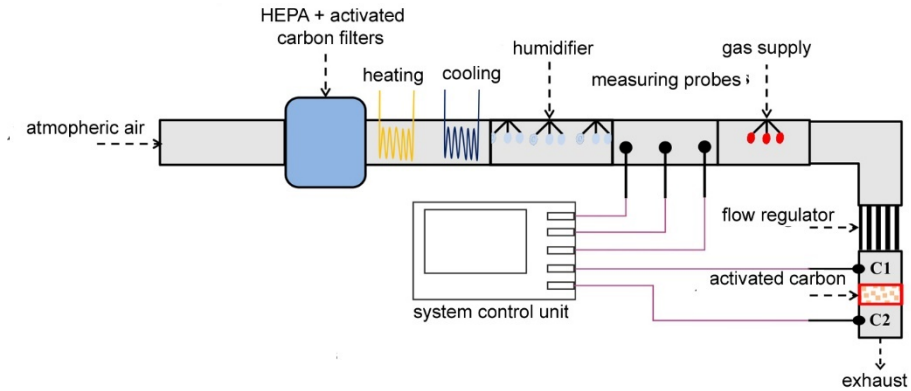 HEPA + activated
carbon filters
heating
cooling
humidifier
measuring probes
gas supply
atmopheric air
flow regulator
C1
activated carbon
C2
system control unit
exhaust